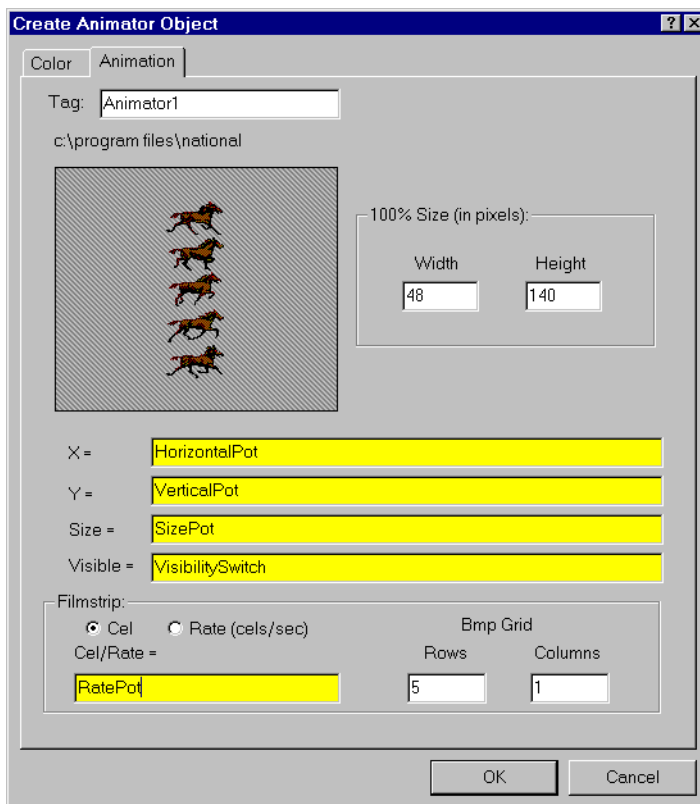 Create Animator Object
Color Animation
Tag: Animator1
c:\program files\national
100% Size (in pixels):
Width Height
48 140
X = HorizontalPot
Y = VerticalPot
Size = SizePot
Visible = VisibilitySwitch
Filmstrip:
Cel Rate (cels/sec) Bmp Grid
Cel/Rate = Rows Columns
RatePot 5 1
OK Cancel